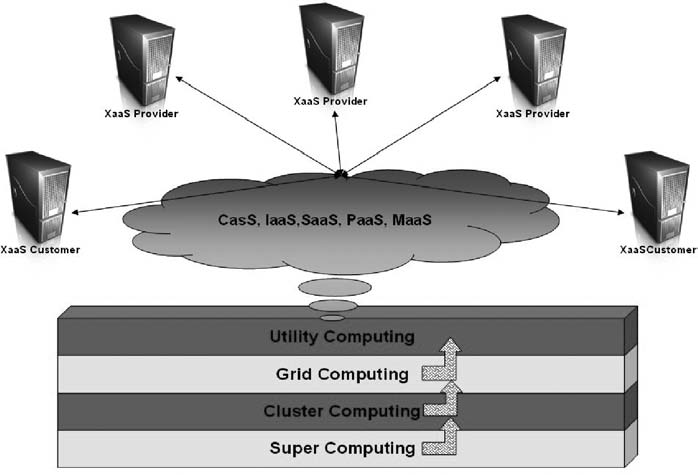 XaaS Provider
XaaS Provider
XaaS Provider
XaaS Customer
CasS, IaaS,SaaS, PaaS, MaaS
XaaSCustomer
Utility Computing
Grid Computing
Cluster Computing
Super Computing